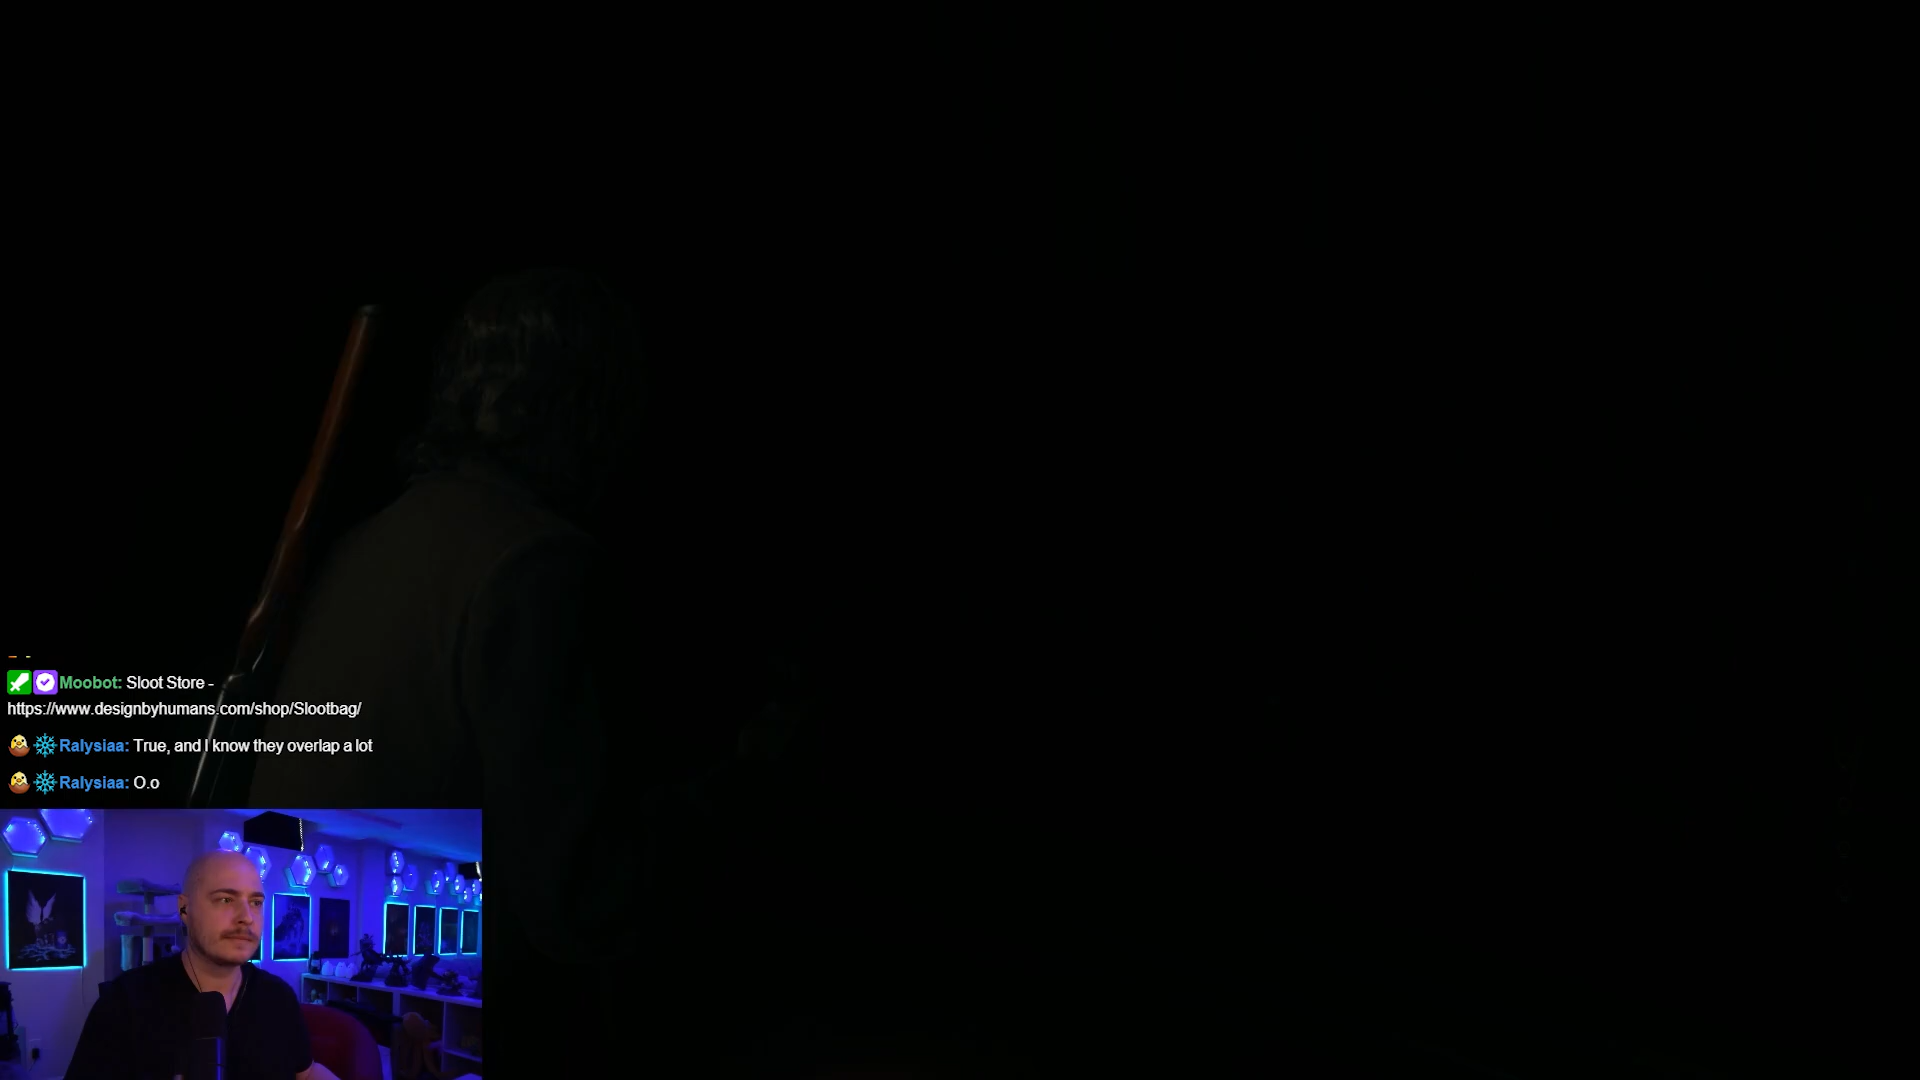 Moobot: Sloot Store -
https://www.designbyhumans.com/shop/Slootbag/
Ralysiaa: True, and I know they overlap a lot
Ralysiaa: O.o